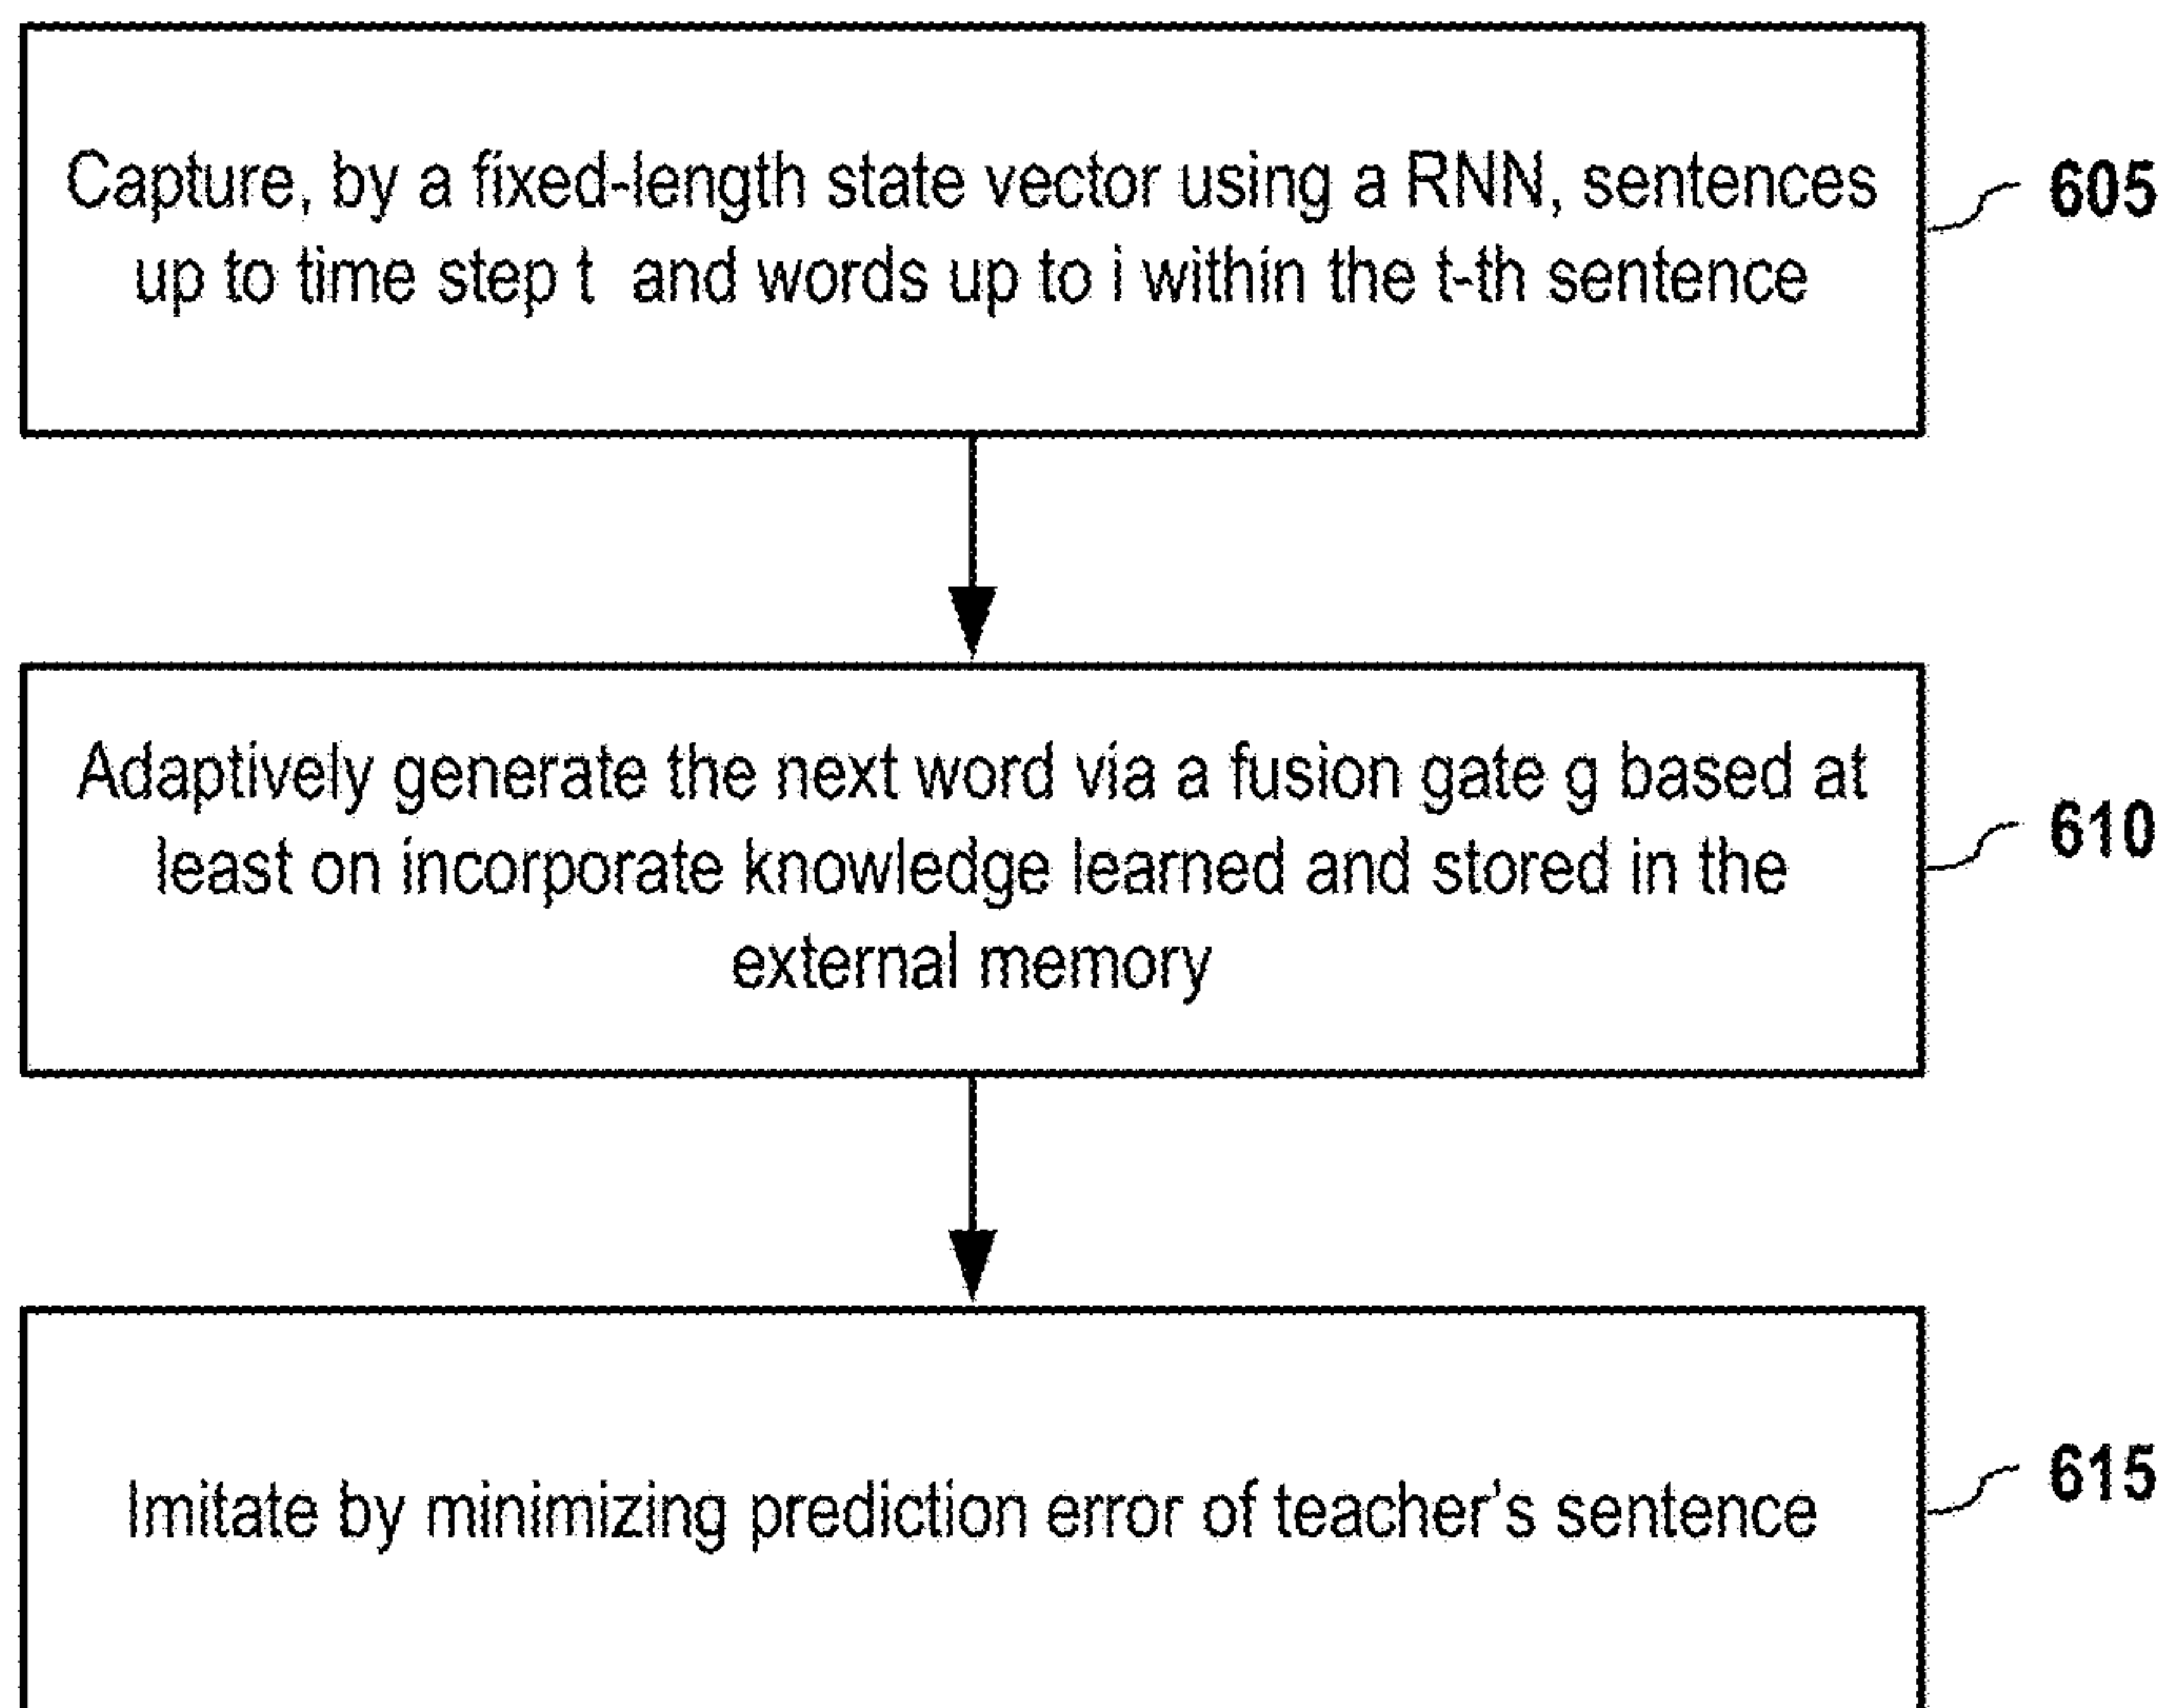 Capture, by a fixed-length state vector using a RNN, sentences
up to time step t and words up to i within the t-th sentence
605
Adaptively generate the next word via a fusion gate g based at
least on incorporate knowledge learned and stored in the
external memory
610
Imitate by minimizing prediction error of teacher's sentence
615